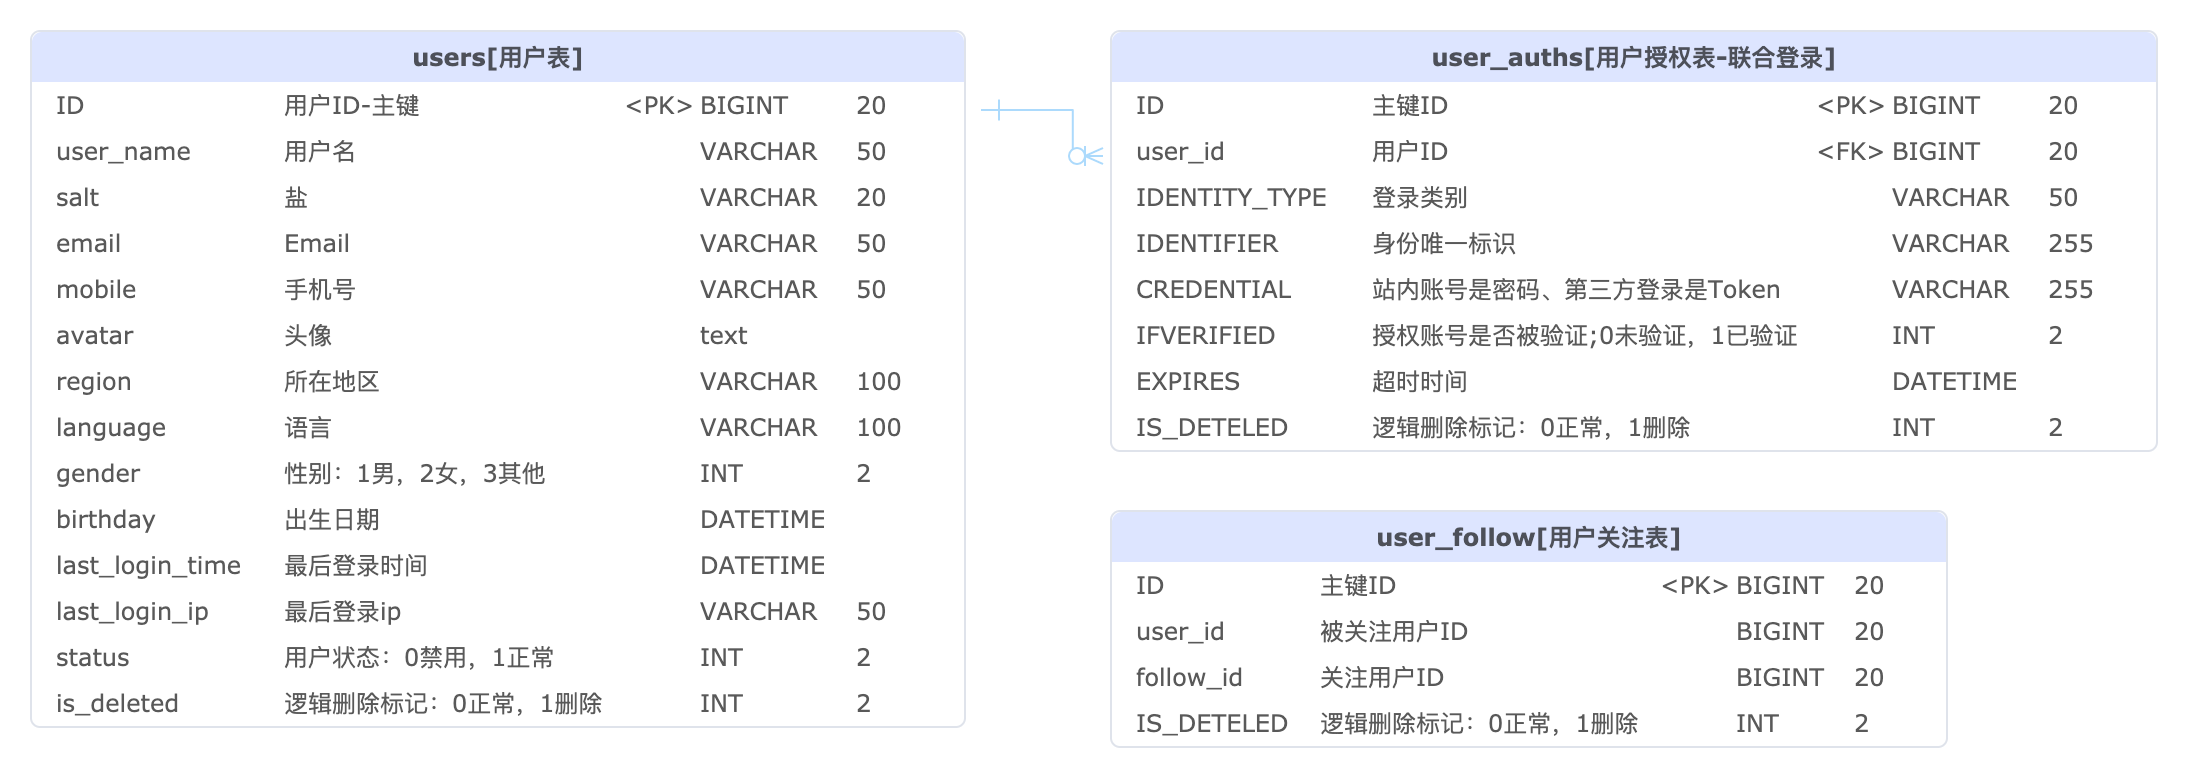 users[用户表]
ID 用户ID-主键 <PK> BIGINT 20
user_name 用户名 VARCHAR 50
salt 盐 VARCHAR 20
email Email VARCHAR 50
mobile 手机号 VARCHAR 50
avatar 头像 text
region 所在地区 VARCHAR 100
language 语言 VARCHAR 100
gender 性别：1男，2女，3其他 INT 2
birthday 出生日期 DATETIME
last_login_time 最后登录时间 DATETIME
last_login_ip 最后登录ip VARCHAR 50
status 用户状态：0禁用，1正常 INT 2
is_deleted 逻辑删除标记：0正常，1删除 INT 2
user_auths[用户授权表-联合登录]
ID 主键ID <PK> BIGINT 20
user_id 用户ID <FK> BIGINT 20
IDENTITY_TYPE 登录类别 VARCHAR 50
IDENTIFIER 身份唯一标识 VARCHAR 255
CREDENTIAL 站内账号是密码、第三方登录是Token VARCHAR 255
IFVERIFIED 授权账号是否被验证;0未验证，1已验证 INT 2
EXPIRES 超时时间 DATETIME
IS_DETELED 逻辑删除标记：0正常，1删除 INT 2
user_follow[用户关注表]
ID 主键ID <PK> BIGINT 20
user_id 被关注用户ID BIGINT 20
follow_id 关注用户ID BIGINT 20
IS_DETELED 逻辑删除标记：0正常，1删除 INT 2